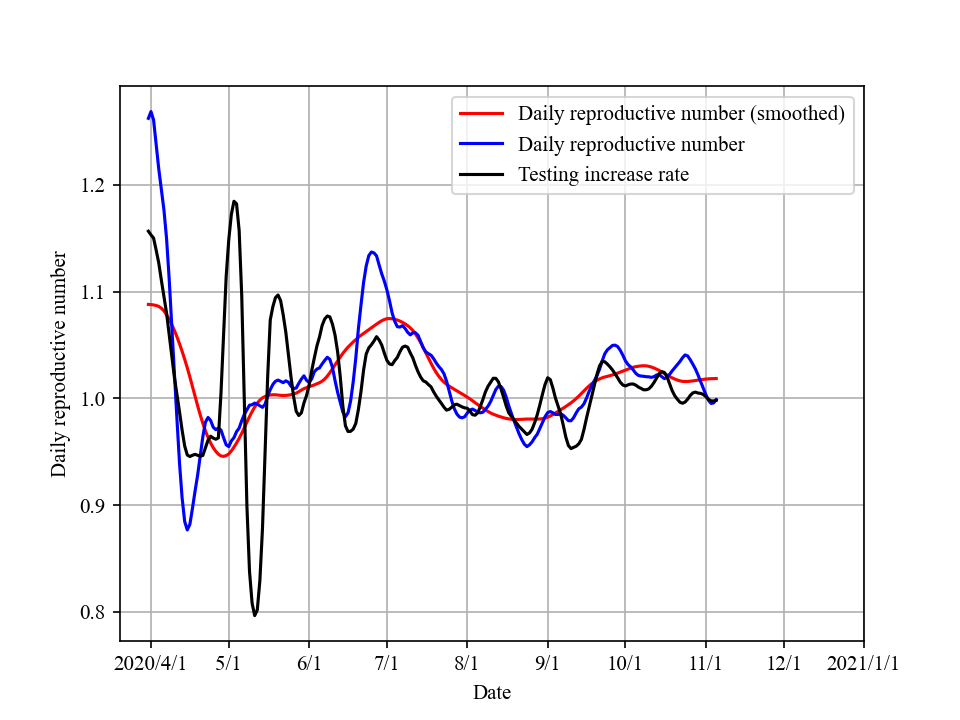 Daily reproductive number (smoothed)
Daily reproductive number
Testing increase rate
Daily reproductive number
1.2
1.1
1.0
0.9
0.8
2020/4/1 5/1 6/1 7/1 8/1 9/1 10/1 11/1 12/1 2021/1/1
Date